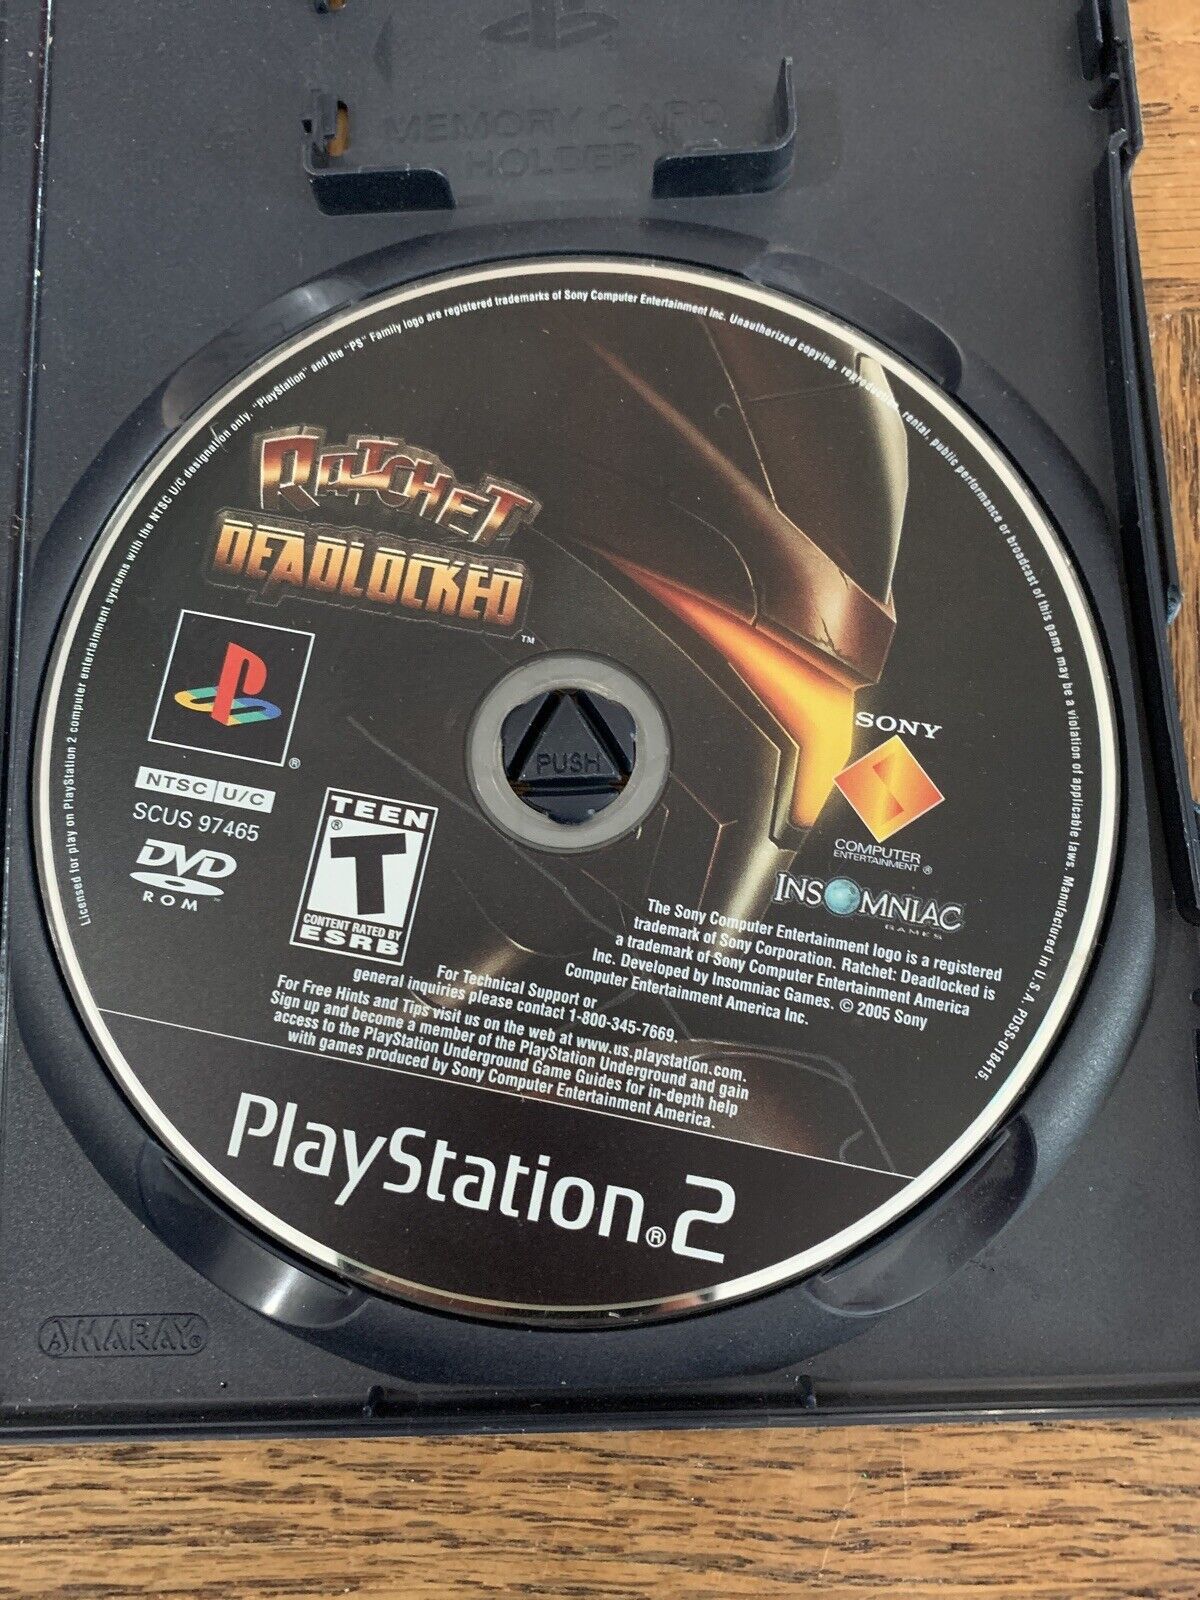 MEMORY CARD
HOLDER
Licensed for play on PlayStation 2 computer entertainment systems with the NTSC U/C designation only. "PlayStation" and the "PS" Family logo are registered trademarks of Sony Computer Entertainment Inc. Unauthorized copying, reproduction, rental, public performance or broadcast of this game may be a violation of applicable laws. Manufactured in U.S.A. PDSS-018415.
RATCHET
DEADLOCKED™
®
NTSC U/C
SCUS 97465
DVD
ROM™
TEEN
T®
CONTENT RATED BY
ESRB
PUSH
SONY
COMPUTER
ENTERTAINMENT®
INSOMNIAC
GAMES
The Sony Computer Entertainment logo is a registered
trademark of Sony Corporation. Ratchet: Deadlocked is
a trademark of Sony Computer Entertainment America
Inc. Developed by Insomniac Games. © 2005 Sony
Computer Entertainment America Inc.
For Technical Support or
general inquiries please contact 1-800-345-7669.
For Free Hints and Tips visit us on the web at www.us.playstation.com.
Sign up and become a member of the PlayStation Underground and gain
access to the PlayStation Underground Game Guides for in-depth help
with games produced by Sony Computer Entertainment America.
PlayStation®2
AMARAY®